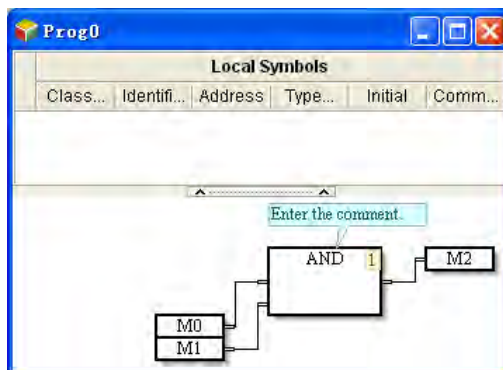 Prog0
Local Symbols
Class... Identifi... Address Type... Initial Comm...
Enter the comment.
AND 1
M2
M0
M1